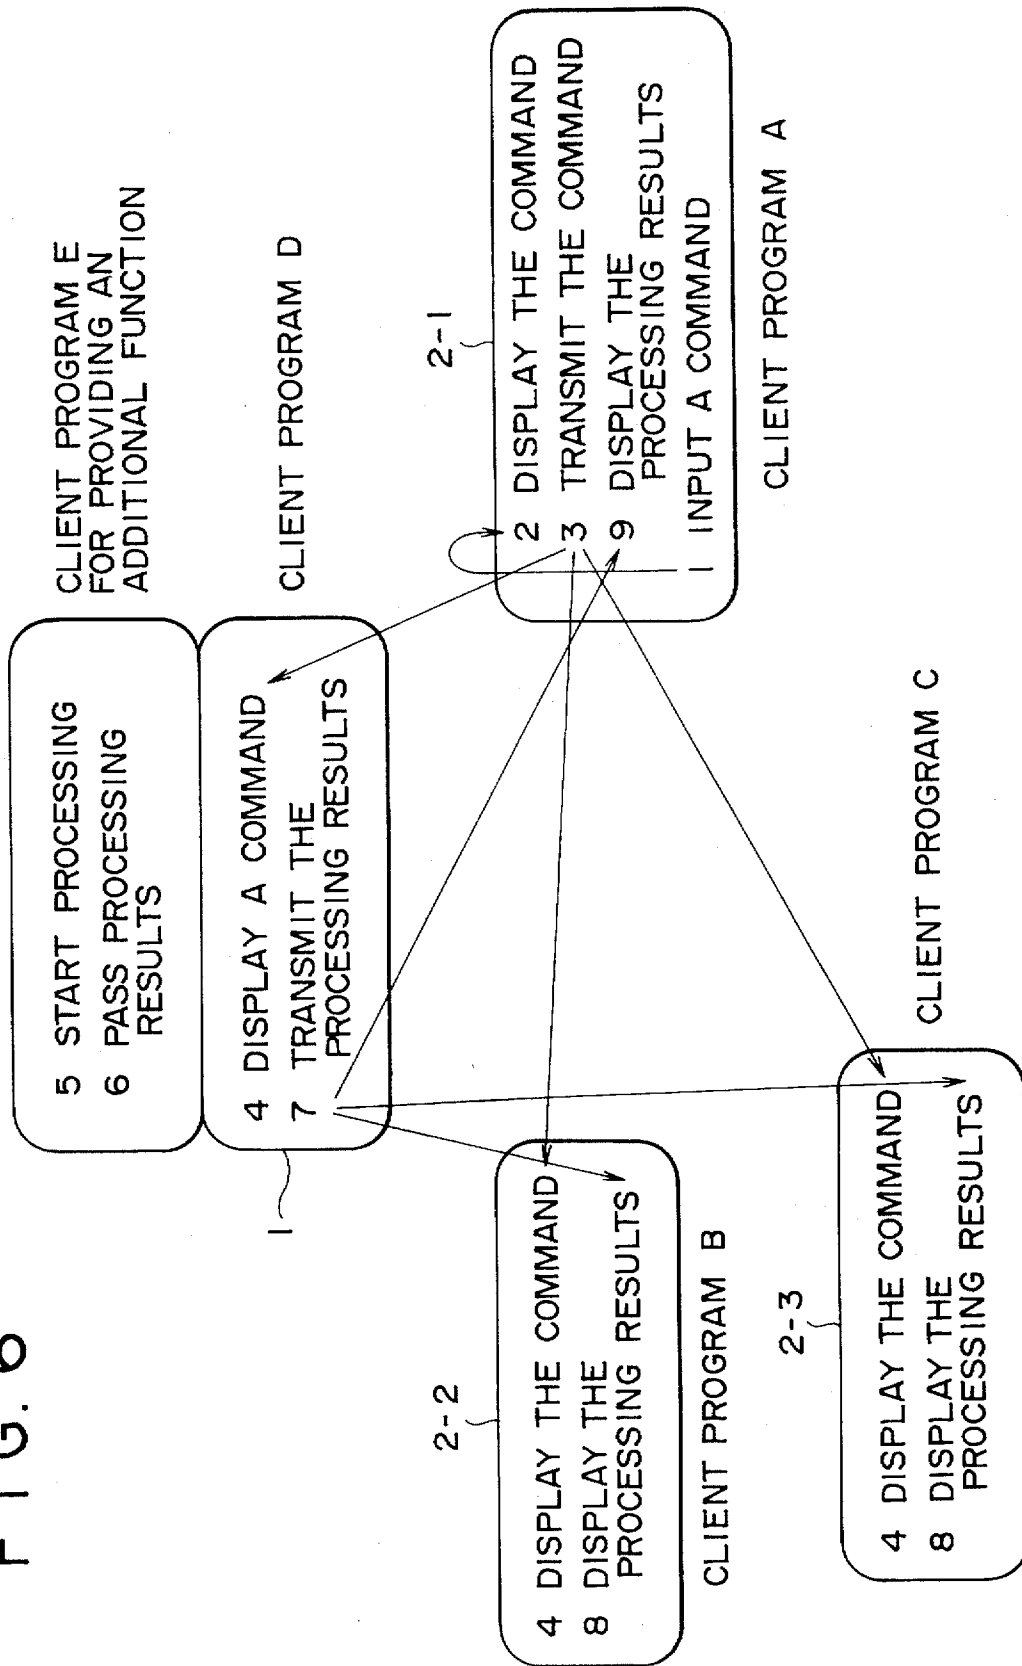 FIG. 6
5 START PROCESSING
6 PASS PROCESSING
RESULTS
CLIENT PROGRAM E
FOR PROVIDING AN
ADDITIONAL FUNCTION
4 DISPLAY A COMMAND
7 TRANSMIT THE
PROCESSING RESULTS
CLIENT PROGRAM D
1
2-2
4 DISPLAY THE COMMAND
8 DISPLAY THE
PROCESSING RESULTS
CLIENT PROGRAM B
2-1
2 DISPLAY THE COMMAND
3 TRANSMIT THE COMMAND
9 DISPLAY THE
PROCESSING RESULTS
1 INPUT A COMMAND
CLIENT PROGRAM A
2-3
4 DISPLAY THE COMMAND
8 DISPLAY THE
PROCESSING RESULTS
CLIENT PROGRAM C